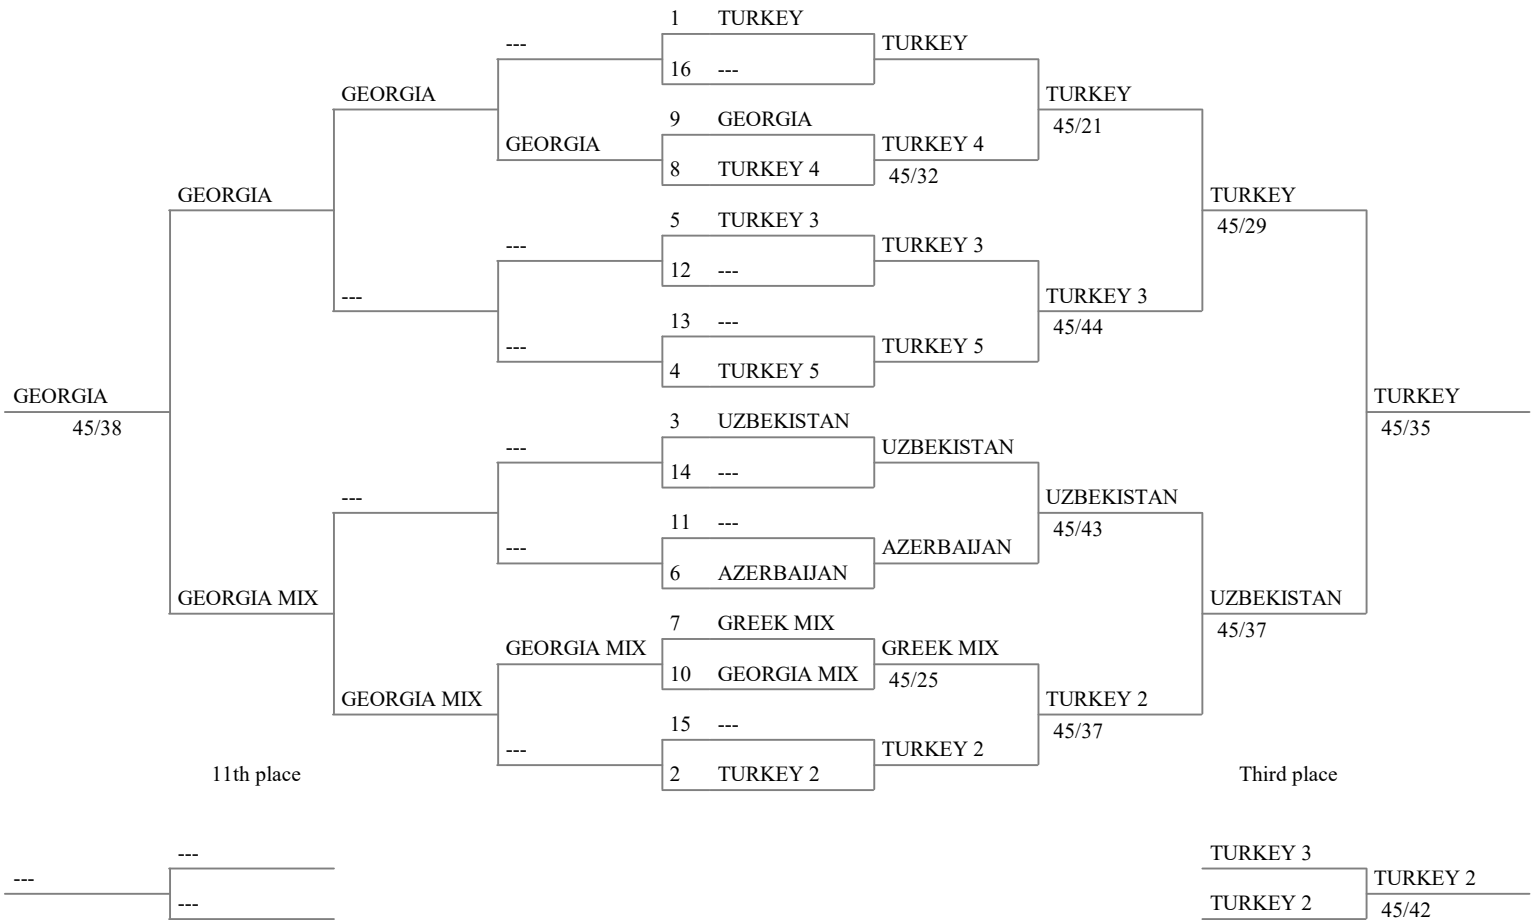 1 TURKEY
--- TURKEY
16 ---
GEORGIA TURKEY
9 GEORGIA 45/21
GEORGIA TURKEY 4
8 TURKEY 4 45/32
GEORGIA TURKEY
5 TURKEY 3 45/29
--- TURKEY 3
12 ---
--- TURKEY 3
13 --- 45/44
--- TURKEY 5
4 TURKEY 5
GEORGIA TURKEY
45/38 3 UZBEKISTAN 45/35
--- UZBEKISTAN
14 ---
--- UZBEKISTAN
11 --- 45/43
--- AZERBAIJAN
6 AZERBAIJAN
GEORGIA MIX UZBEKISTAN
7 GREEK MIX 45/37
GEORGIA MIX GREEK MIX
10 GEORGIA MIX 45/25
GEORGIA MIX TURKEY 2
15 --- 45/37
--- TURKEY 2
11th place 2 TURKEY 2 Third place
--- TURKEY 3
--- TURKEY 2
--- TURKEY 2 45/42